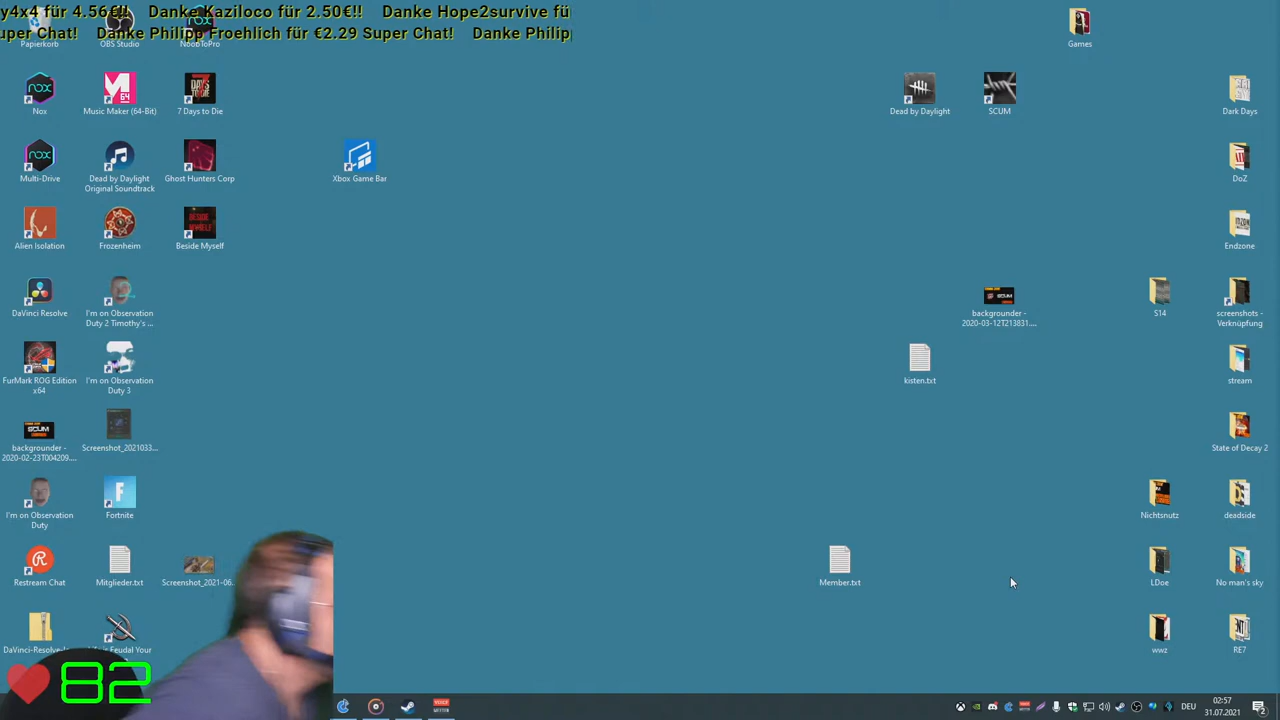 y4x4 für 4.56€!! Danke Kaziloco für 2.50€!! Danke Hope2survive fü
uper Chat! Danke Philipp Froehlich für €2.29 Super Chat! Danke Philip
Papierkorb
OBS Studio
NoobToPro
Games
Nox
Music Maker (64-Bit)
7 Days to Die
Dead by Daylight
SCUM
Dark Days
Multi-Drive
Dead by Daylight
Original Soundtrack
Ghost Hunters Corp
Xbox Game Bar
DoZ
Alien Isolation
Frozenheim
Beside Myself
Endzone
DaVinci Resolve
I'm on Observation
Duty 2 Timothy's ...
backgrounder -
2020-03-12T213831....
S14
screenshots -
Verknüpfung
FurMark ROG Edition
x64
I'm on Observation
Duty 3
kisten.txt
stream
backgrounder -
2020-02-23T004209....
Screenshot_2021033...
State of Decay 2
I'm on Observation
Duty
Fortnite
Nichtsnutz
deadside
Restream Chat
Mitglieder.txt
Screenshot_2021-06..
Member.txt
LDoe
No man's sky
Feudal Your
wwz
RE7
82
02:57
DEU
31.07.2021
2